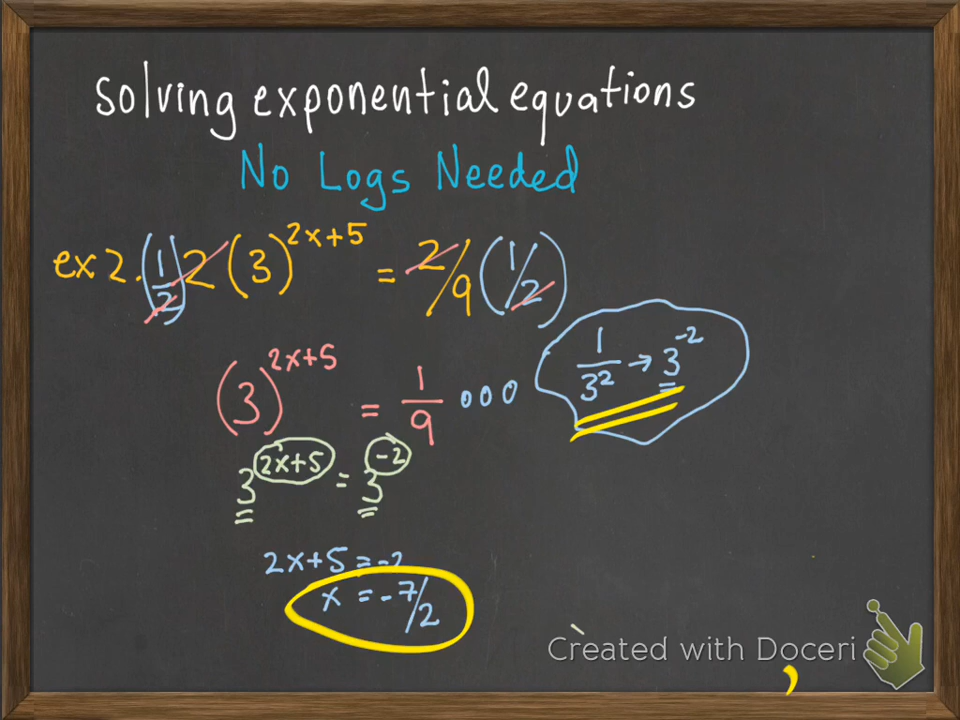 Solving exponential equations
No Logs Needed
ex 2. (1/2) 2 (3)^(2x+5) = 2/9 (1/2)
(3)^(2x+5) = 1/9 ooo 1/3² → 3⁻²
3^(2x+5) = 3^(-2)
2x+5 = -2
x = -7/2
Created with Doceri